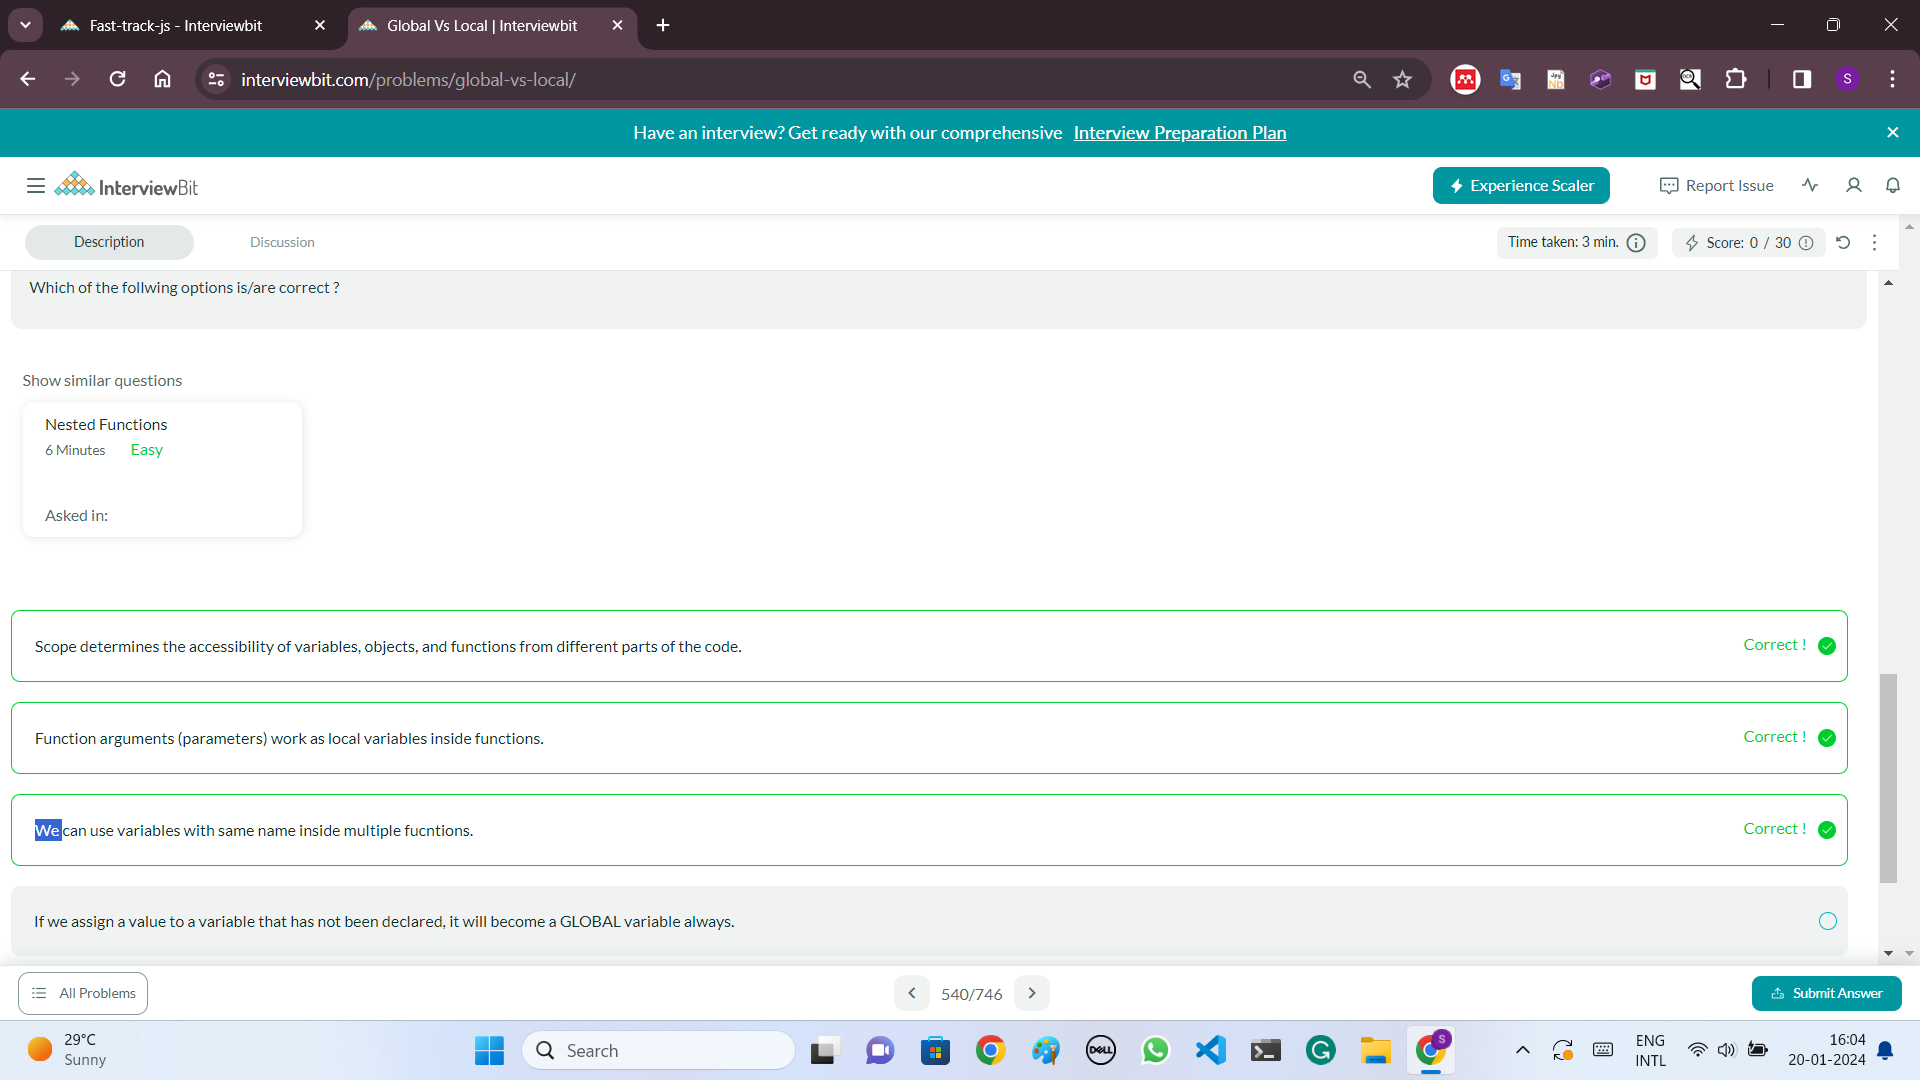 Fast-track-js - Interviewbit
Global Vs Local | Interviewbit
interviewbit.com/problems/global-vs-local/
S
Have an interview? Get ready with our comprehensive Interview Preparation Plan
InterviewBit
Experience Scaler
Report Issue
Description
Discussion
Time taken: 3 min.
Score: 0 / 30
Which of the follwing options is/are correct ?
Show similar questions
Nested Functions
6 Minutes Easy
Asked in:
Scope determines the accessibility of variables, objects, and functions from different parts of the code.
Correct !
Function arguments (parameters) work as local variables inside functions.
Correct !
We can use variables with same name inside multiple fucntions.
Correct !
If we assign a value to a variable that has not been declared, it will become a GLOBAL variable always.
All Problems
540/746
Submit Answer
29°C
Sunny
Search
DELL
S
ENG
INTL
16:04
20-01-2024